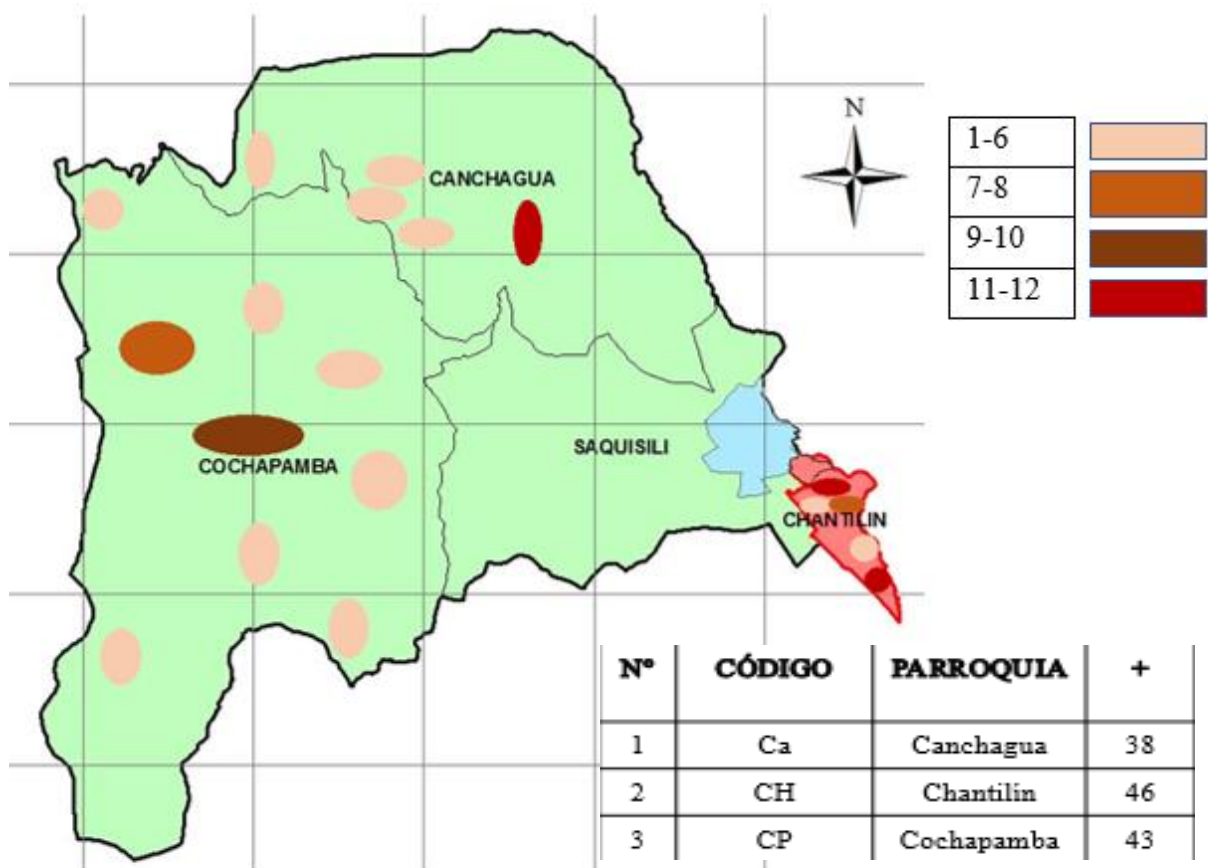 N
1-6
7-8
9-10
11-12
CANCHAGUA
SAQUISILI
COCHAPAMBA
CHANTILIN
Nº CÓDIGO PARROQUIA +
1 Ca Canchagua 38
2 CH Chantilin 46
3 CP Cochapamba 43